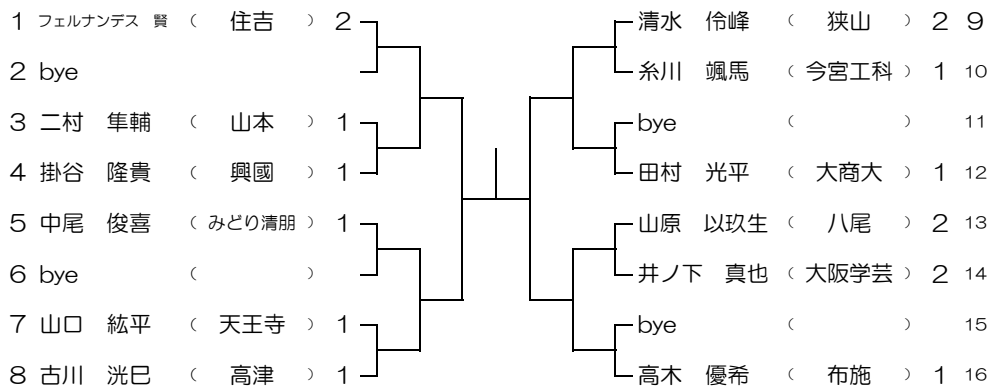 1 フェルナンデス 賢 ( 住吉 ) 2
2 bye
3 二村 隼輔 ( 山本 ) 1
4 掛谷 隆貴 ( 興國 ) 1
5 中尾 俊喜 ( みどり清朋 ) 1
6 bye ( )
7 山口 紘平 ( 天王寺 ) 1
8 古川 洸巳 ( 高津 ) 1
清水 伶峰 ( 狭山 ) 2 9
糸川 颯馬 ( 今宮工科 ) 1 10
bye ( ) 11
田村 光平 ( 大商大 ) 1 12
山原 以玖生 ( 八尾 ) 2 13
井ノ下 真也 ( 大阪学芸 ) 2 14
bye ( ) 15
高木 優希 ( 布施 ) 1 16